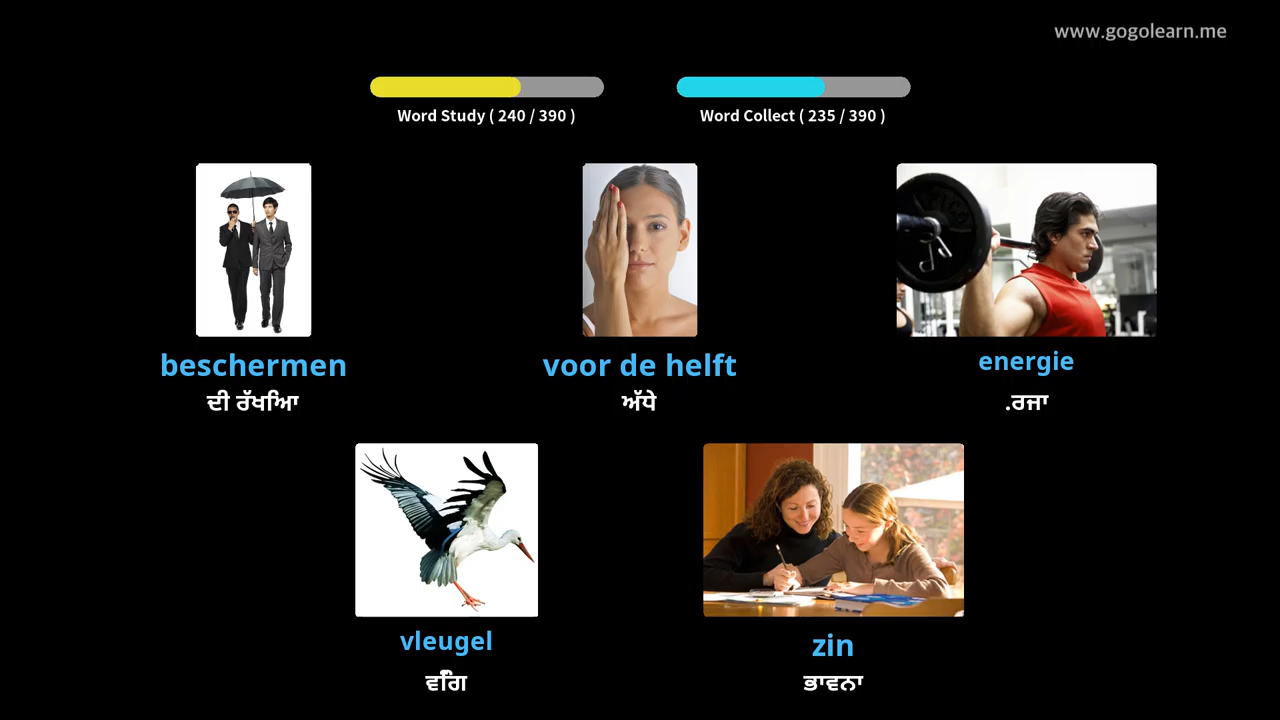 www.gogolearn.me
Word Study ( 240 / 390 )
Word Collect ( 235 / 390 )
beschermen
ਦੀ ਰੱਖਿਆ
voor de helft
ਅੱਧੇ
energie
.ਰਜਾ
vleugel
ਵਿੰਗ
zin
ਭਾਵਨਾ